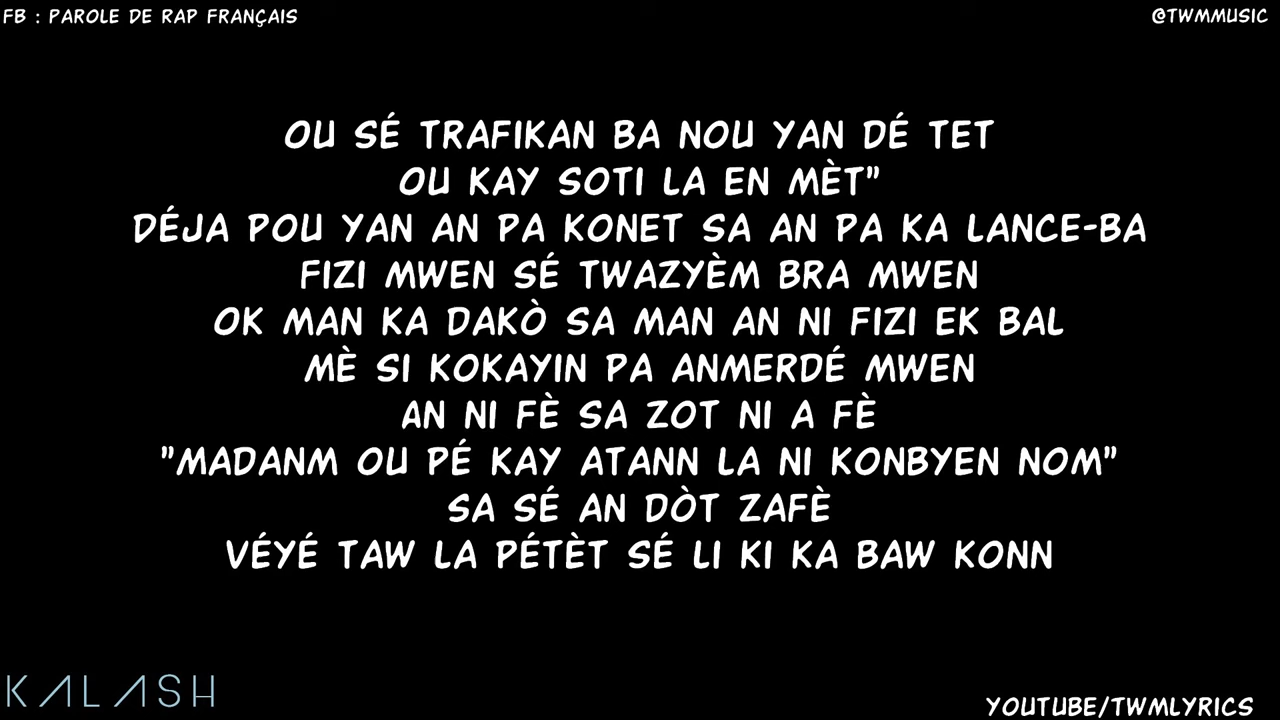 FB : PAROLE DE RAP FRANÇAIS
@TWMMUSIC
OU SÉ TRAFIKAN BA NOU YAN DÉ TET
OU KAY SOTI LA EN MÈT"
DÉJA POU YAN AN PA KONET SA AN PA KA LANCE-BA
FIZI MWEN SÉ TWAZYÈM BRA MWEN
OK MAN KA DAKÒ SA MAN AN NI FIZI EK BAL
MÈ SI KOKAYIN PA ANMERDÉ MWEN
AN NI FÈ SA ZOT NI A FÈ
"MADANM OU PÉ KAY ATANN LA NI KONBYEN NOM"
SA SÉ AN DÒT ZAFÈ
VÉYÉ TAW LA PÉTÈT SÉ LI KI KA BAW KONN
KALASH
YOUTUBE/TWMLYRICS